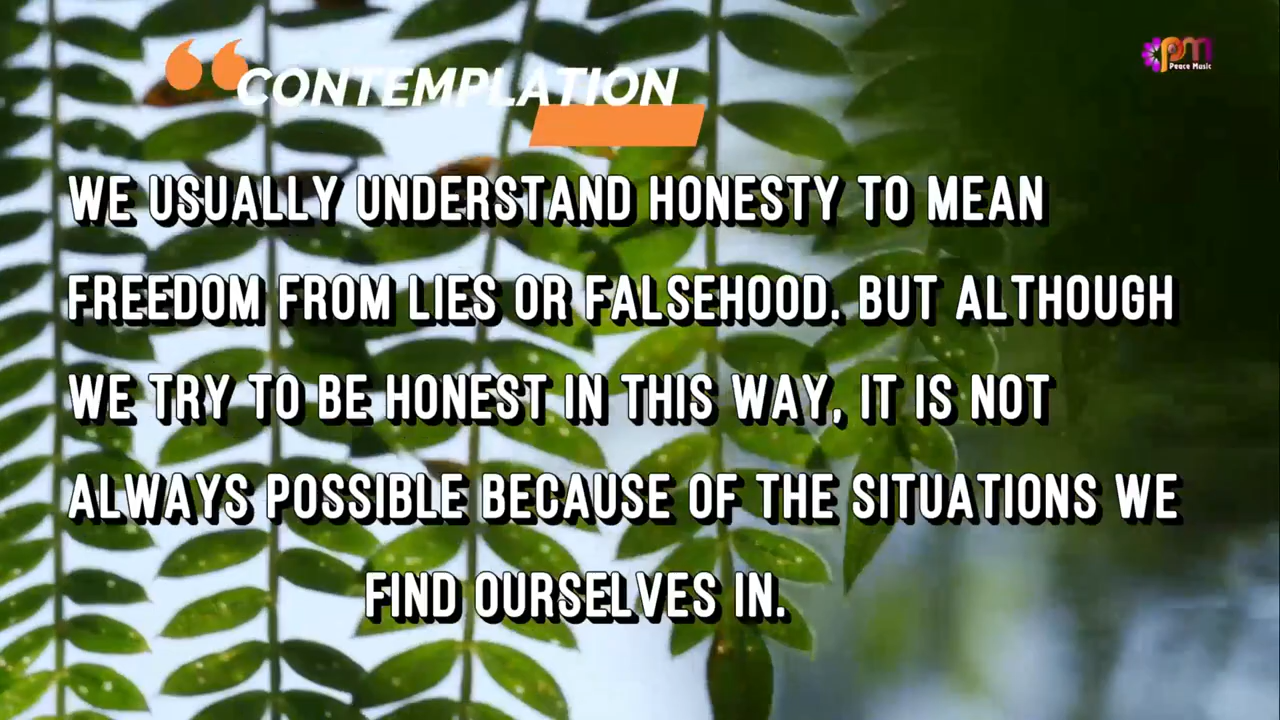 CONTEMPLATION
pm
Peace Music
WE USUALLY UNDERSTAND HONESTY TO MEAN
FREEDOM FROM LIES OR FALSEHOOD. BUT ALTHOUGH
WE TRY TO BE HONEST IN THIS WAY, IT IS NOT
ALWAYS POSSIBLE BECAUSE OF THE SITUATIONS WE
FIND OURSELVES IN.